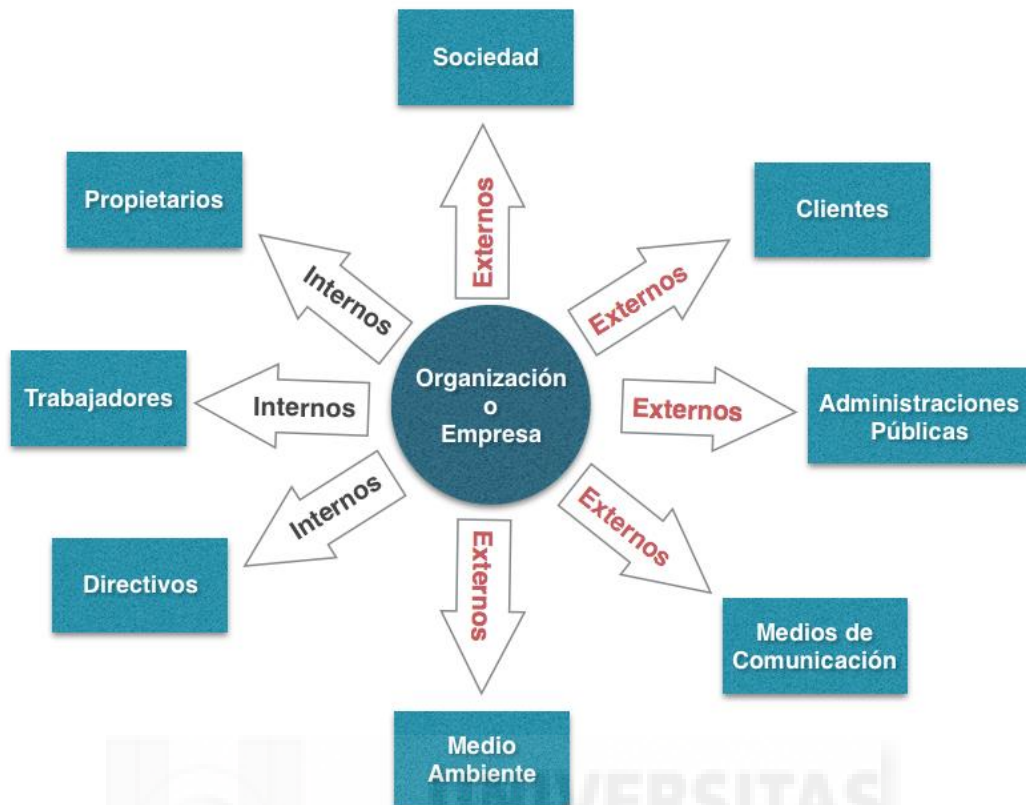 Sociedad
Propietarios
Clientes
Externos
Internos
Externos
Organización
o
Empresa
Trabajadores
Internos
Externos
Administraciones
Públicas
Internos
Externos
Externos
Directivos
Medios de
Comunicación
Medio
Ambiente
UNIVERSITAS